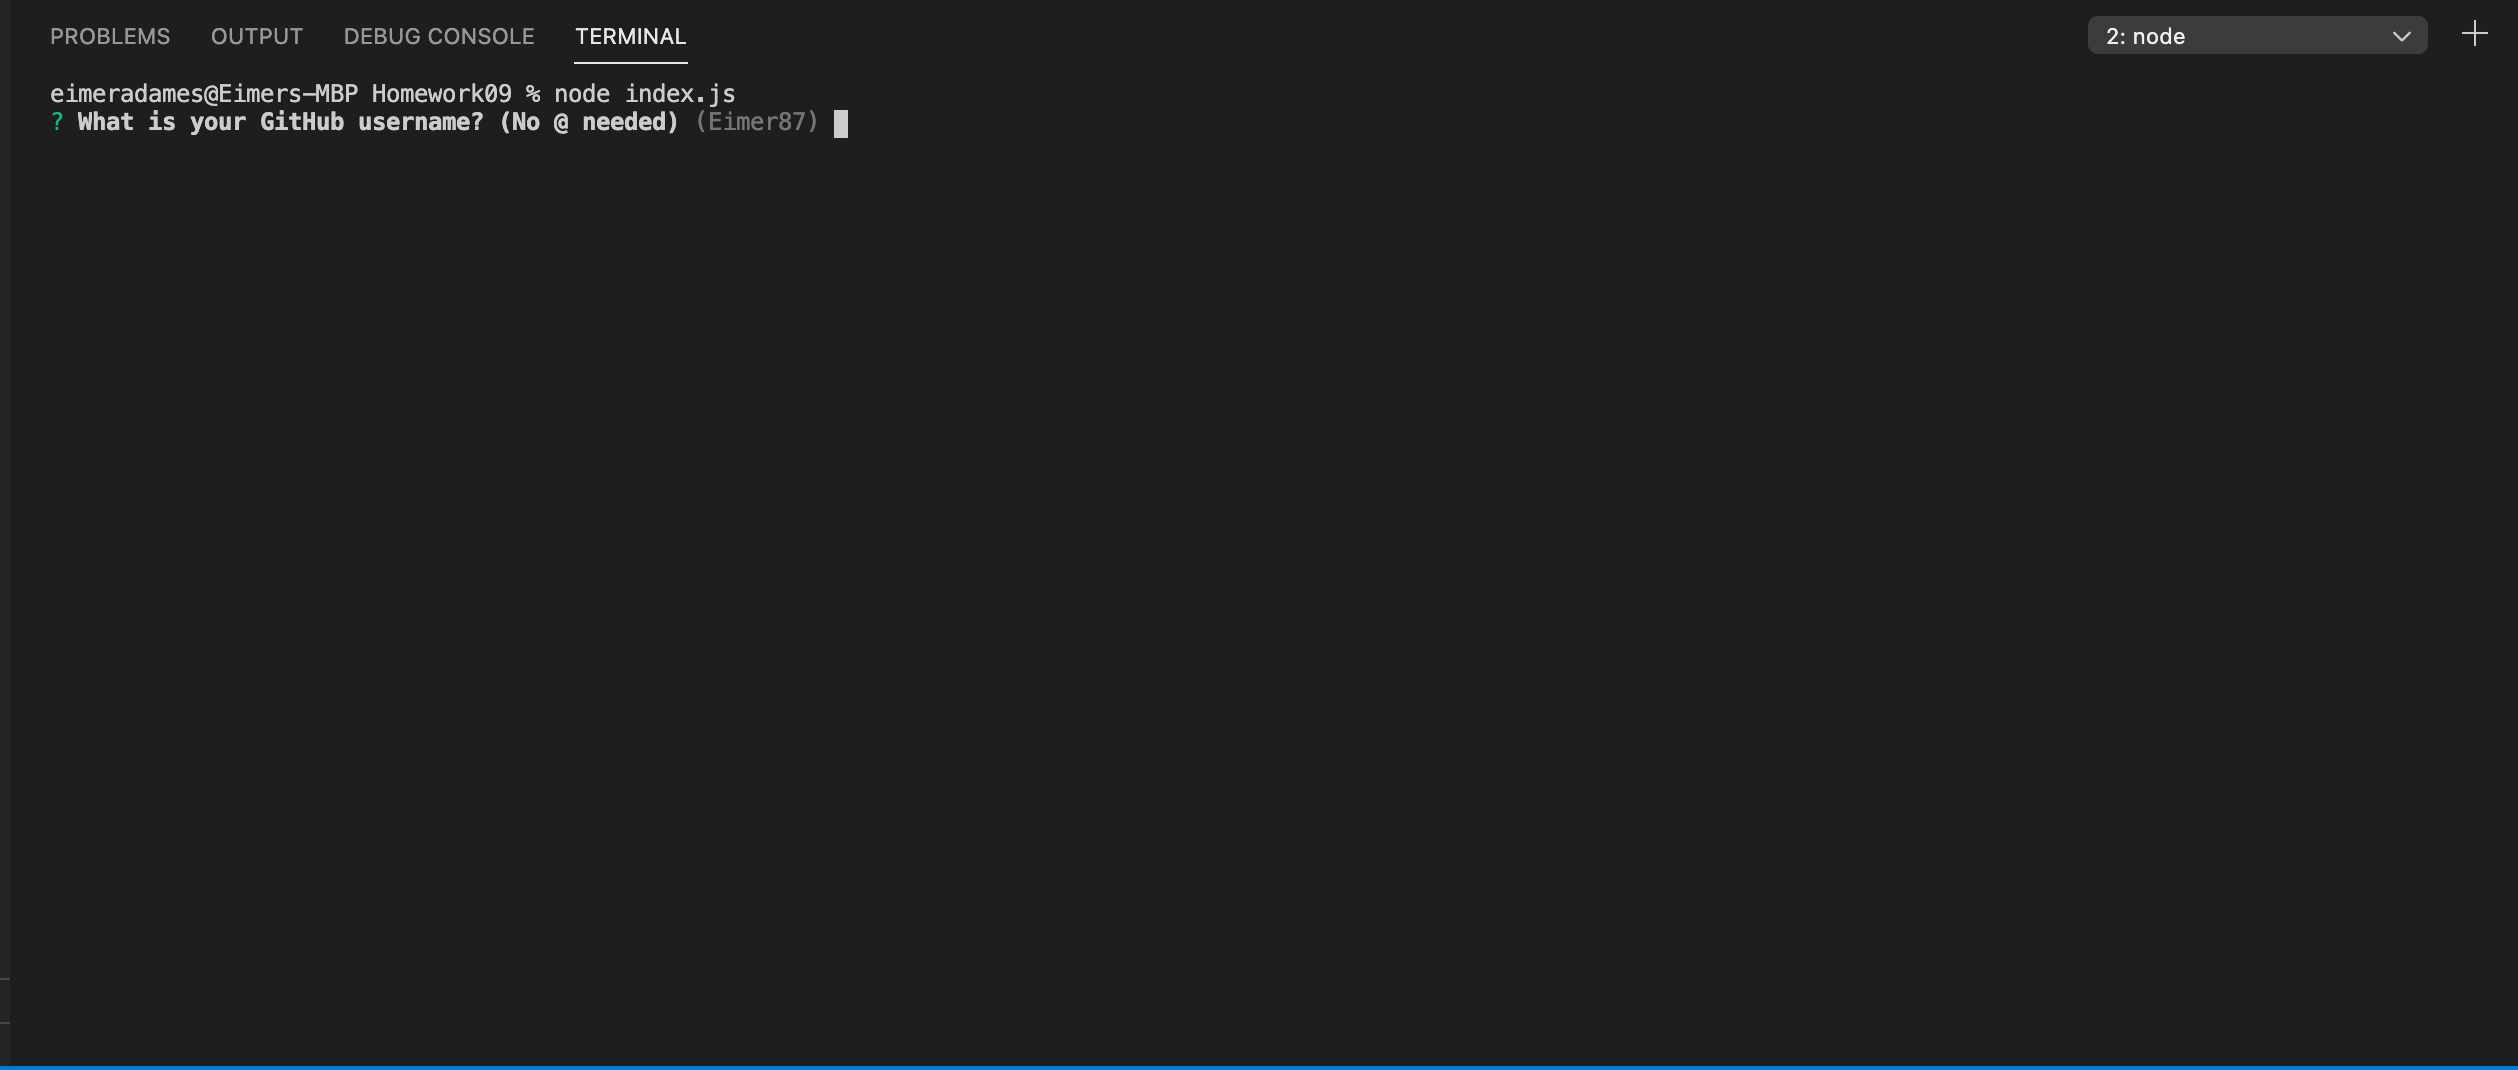 PROBLEMS OUTPUT DEBUG CONSOLE TERMINAL 2: node
eimeradames@Eimers-MBP Homework09 % node index.js
? What is your GitHub username? (No @ needed) (Eimer87)